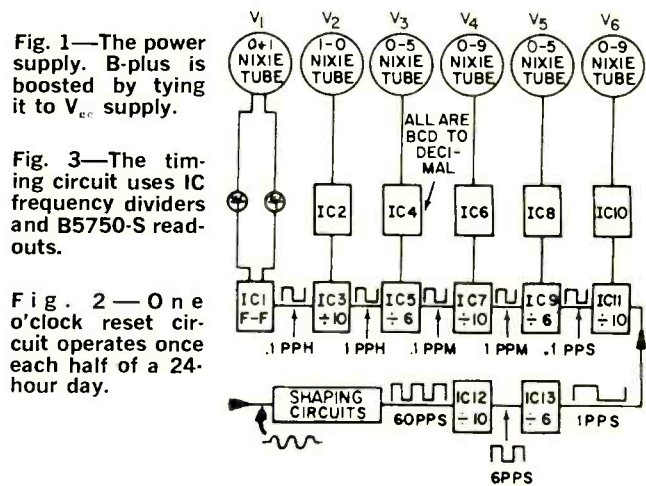 Fig. 1—The power
supply. B-plus is
boosted by tying
it to Vcc supply.
Fig. 3—The tim-
ing circuit uses IC
frequency dividers
and B5750-S read-
outs.
Fig. 2—One
o'clock reset cir-
cuit operates once
each half of a 24-
hour day.
V1 V2 V3 V4 V5 V6
0+1 NIXIE TUBE
1-0 NIXIE TUBE
0-5 NIXIE TUBE
0-9 NIXIE TUBE
0-5 NIXIE TUBE
0-9 NIXIE TUBE
ALL ARE
BCD TO
DECI-
MAL
IC2 IC4 IC6 IC8 IC10
IC1 F-F
IC3 ÷10
IC5 ÷6
IC7 ÷10
IC9 ÷6
IC11 ÷10
.1 PPH 1 PPH .1 PPM 1 PPM .1 PPS
SHAPING
CIRCUITS
60PPS
IC12 ÷10
IC13 ÷6
1PPS
6PPS